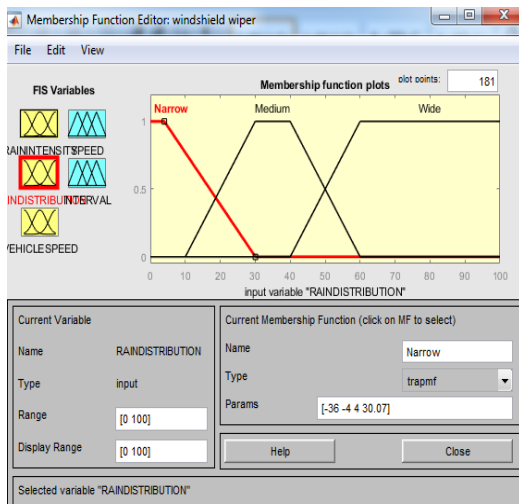 Membership Function Editor: windshield wiper
File Edit View
FIS Variables
Membership function plots
plot points:
181
RAININTENSITY
SPEED
RAINDISTRIBUTION
INTERVAL
VEHICLESPEED
Narrow
Medium
Wide
1
0.5
0
0 10 20 30 40 50 60 70 80 90 100
input variable "RAINDISTRIBUTION"
Current Variable
Name RAINDISTRIBUTION
Type input
Range [0 100]
Display Range [0 100]
Current Membership Function (click on MF to select)
Name Narrow
Type trapmf
Params [-36 -4 4 30.07]
Help Close
Selected variable "RAINDISTRIBUTION"